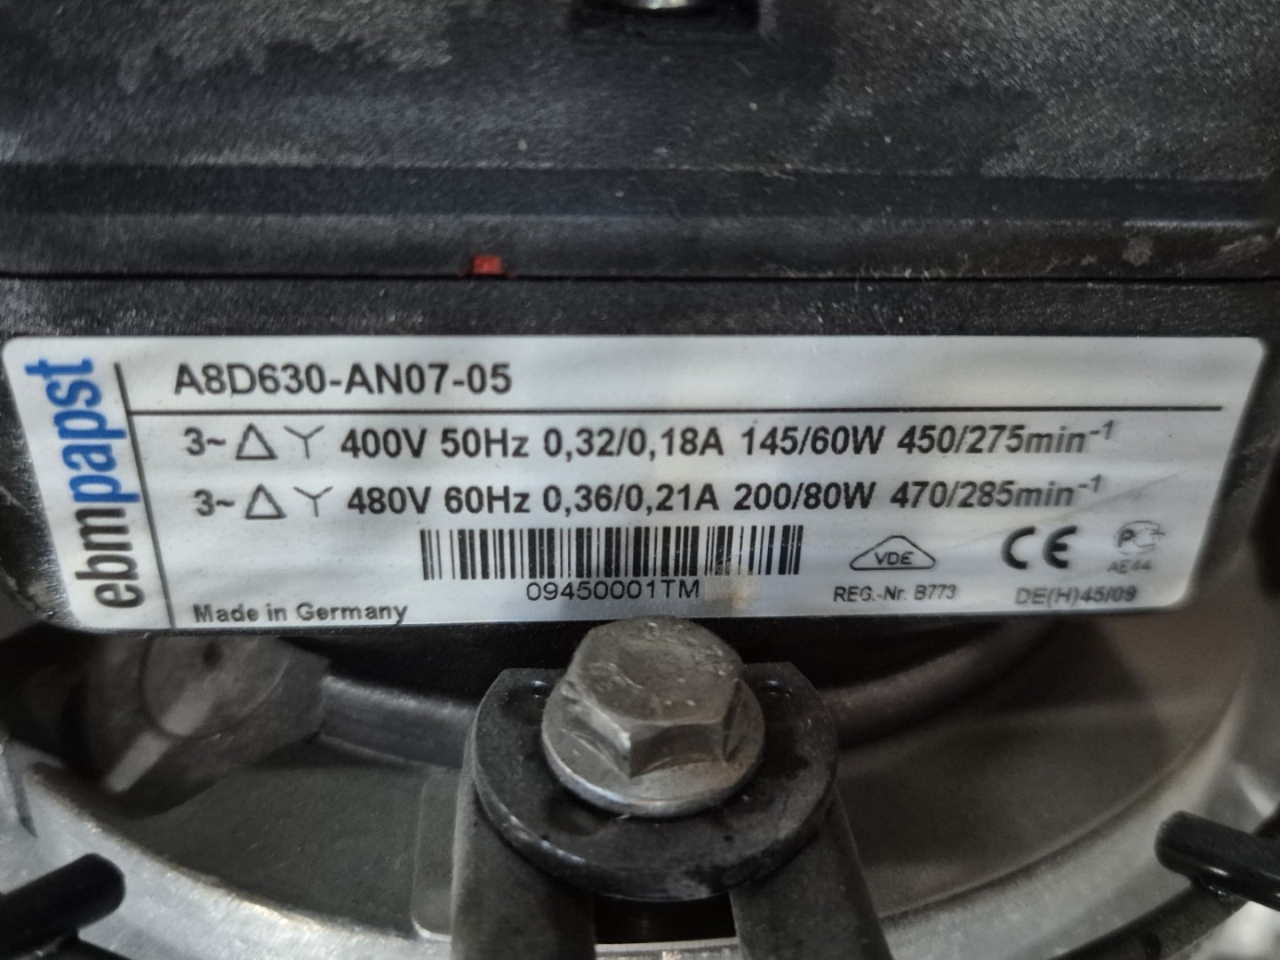 ebmpapst
A8D630-AN07-05
3~ △ Y 400V 50Hz 0,32/0,18A 145/60W 450/275min⁻¹
3~ △ Y 480V 60Hz 0,36/0,21A 200/80W 470/285min⁻¹
09450001TM
VDE
CE
AE44
REG.-Nr. B773
DE(H)45/09
Made in Germany